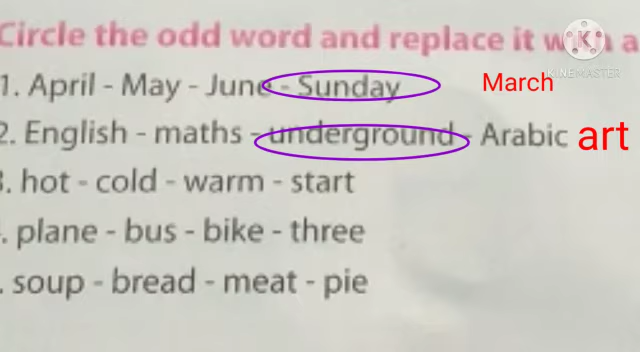 Circle the odd word and replace it with a
KINEMASTER
1. April - May - June - Sunday March
2. English - maths - underground - Arabic art
3. hot - cold - warm - start
. plane - bus - bike - three
. soup - bread - meat - pie